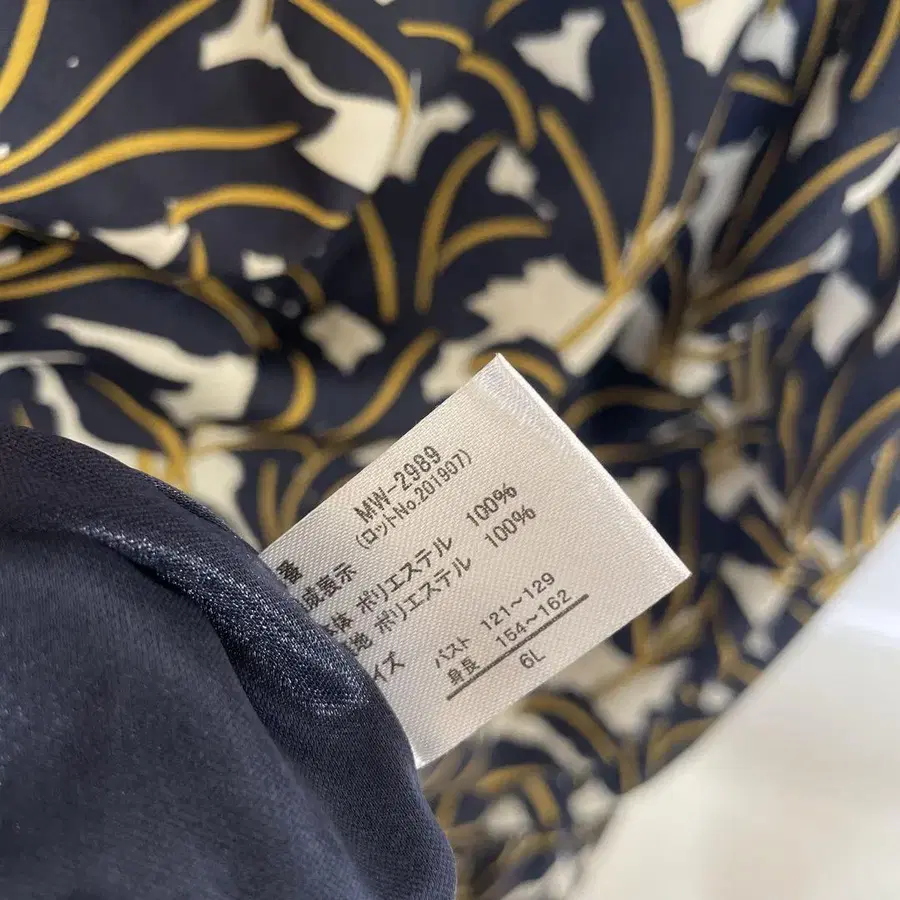 番 MW-2989
(ロットNo.201907)
成表示
体 ポリエステル 100%
地 ポリエステル 100%
イズ バスト 121～129
身長 154～162
6L